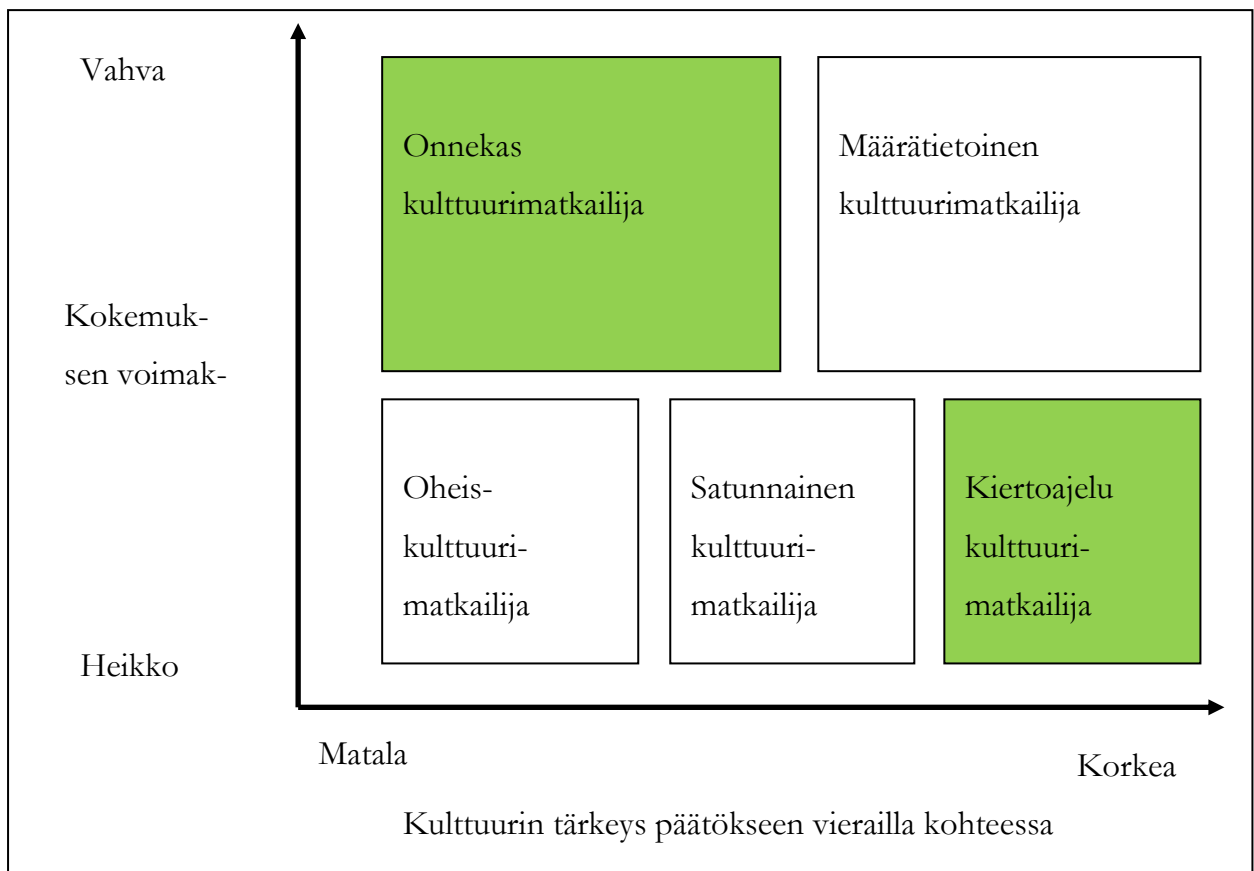 Vahva
Onnekas
kulttuurimatkailija
Määrätietoinen
kulttuurimatkailija
Kokemuk-
sen voimak-
Oheis-
kulttuuri-
matkailija
Satunnainen
kulttuuri-
matkailija
Kiertoajelu
kulttuuri-
matkailija
Heikko
Matala
Korkea
Kulttuurin tärkeys päätökseen vierailla kohteessa